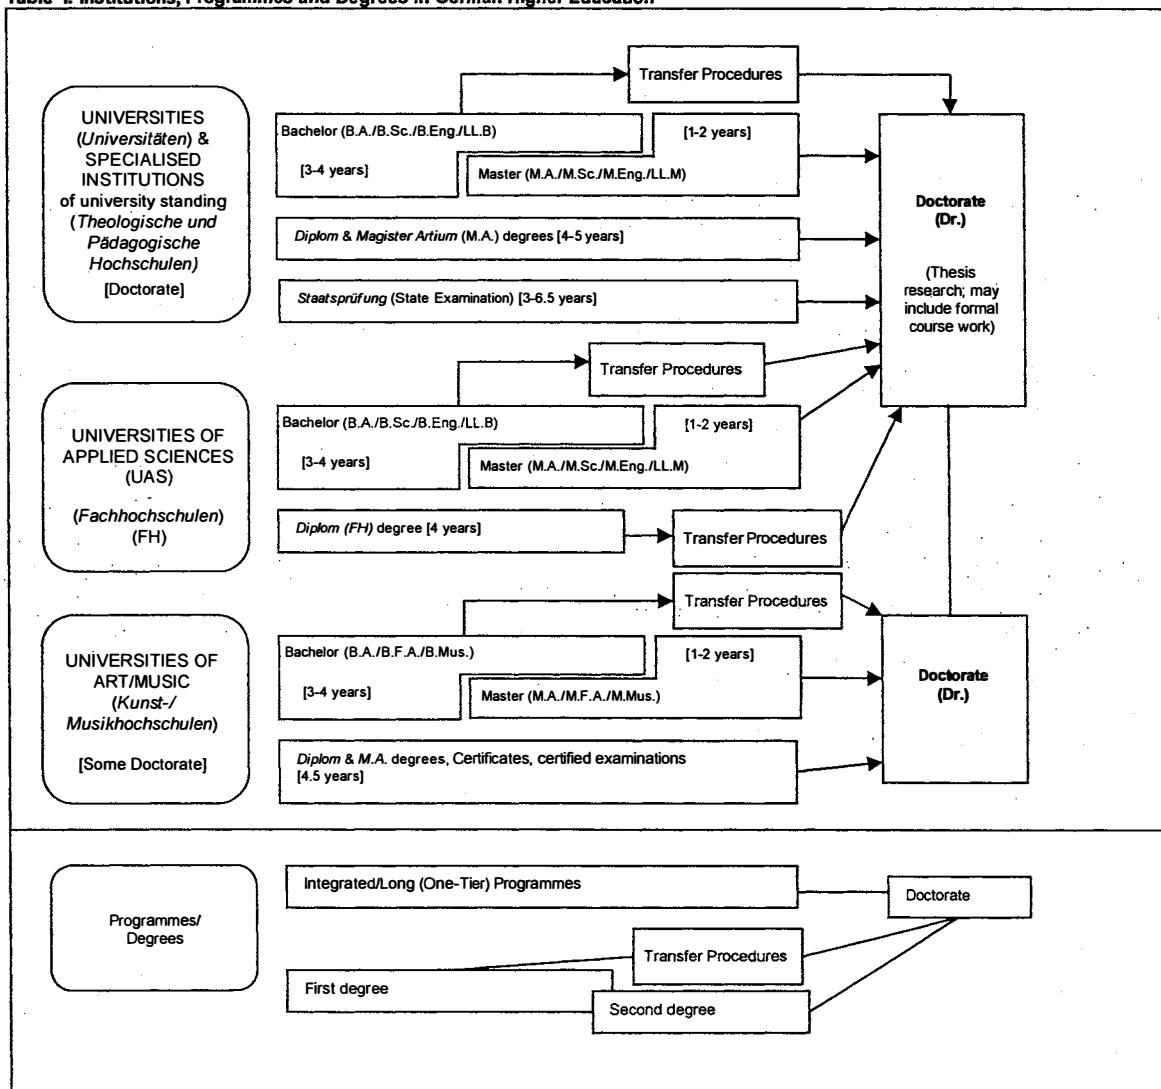 Table 1: Institutions, Programmes and Degrees in German Higher Education
Transfer Procedures
UNIVERSITIES
(Universitäten) &
SPECIALISED
INSTITUTIONS
of university standing
(Theologische und
Pädagogische
Hochschulen)
[Doctorate]
Bachelor (B.A./B.Sc./B.Eng./LL.B)
[3-4 years]
[1-2 years]
Master (M.A./M.Sc./M.Eng./LL.M)
Diplom & Magister Artium (M.A.) degrees [4-5 years]
Staatsprüfung (State Examination) [3-6.5 years]
Doctorate
(Dr.)
(Thesis
research; may
include formal
course work)
Transfer Procedures
UNIVERSITIES OF
APPLIED SCIENCES
(UAS)
-
(Fachhochschulen)
(FH)
Bachelor (B.A./B.Sc./B.Eng./LL.B)
[3-4 years]
[1-2 years]
Master (M.A./M.Sc./M.Eng./LL.M)
Diplom (FH) degree [4 years]
Transfer Procedures
Transfer Procedures
UNIVERSITIES OF
ART/MUSIC
(Kunst-/
Musikhochschulen)
[Some Doctorate]
Bachelor (B.A./B.F.A./B.Mus.)
[3-4 years]
[1-2 years]
Master (M.A./M.F.A./M.Mus.)
Diplom & M.A. degrees, Certificates, certified examinations
[4.5 years]
Doctorate
(Dr.)
Programmes/
Degrees
Integrated/Long (One-Tier) Programmes
Doctorate
Transfer Procedures
First degree
Second degree